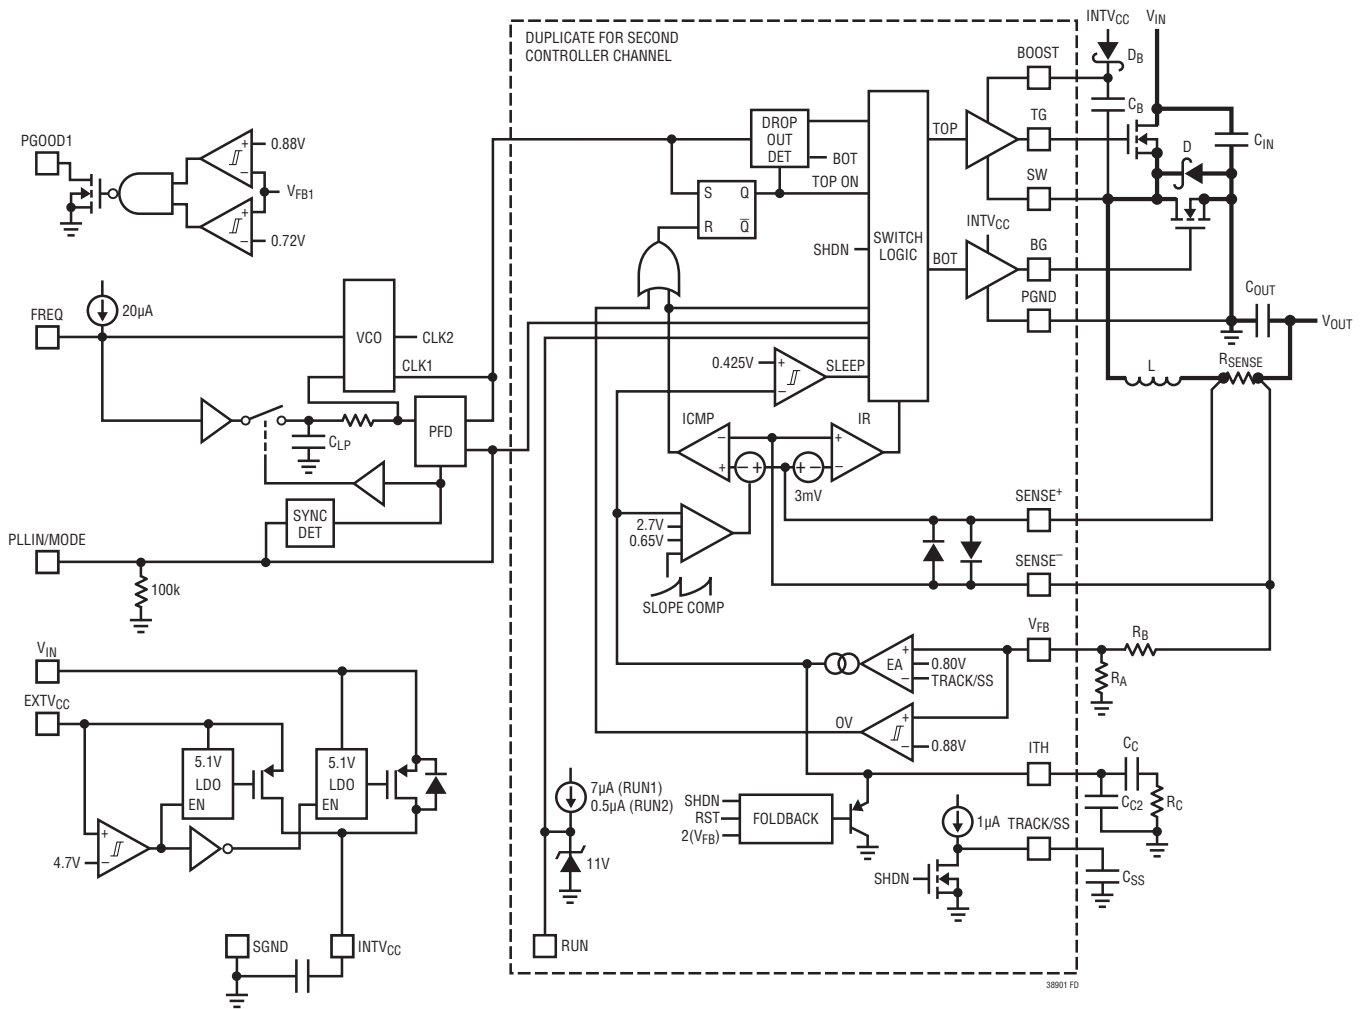 DUPLICATE FOR SECOND
CONTROLLER CHANNEL
INTVCC
VIN
BOOST
DB
CB
TG
CIN
D
SW
TOP
DROP
OUT
DET
BOT
TOP ON
S
Q
R
Q̅
SHDN
SWITCH
LOGIC
INTVCC
BOT
BG
PGND
COUT
VOUT
RSENSE
L
PGOOD1
0.88V
VFB1
0.72V
20µA
FREQ
VCO
CLK2
CLK1
CLP
PFD
SYNC
DET
PLLIN/MODE
100k
0.425V
+
−
SLEEP
ICMP
IR
3mV
2.7V
0.65V
SLOPE COMP
SENSE+
SENSE−
VFB
RB
RA
EA
0.80V
TRACK/SS
OV
0.88V
ITH
CC
CC2
RC
VIN
EXTVCC
5.1V
LDO
EN
5.1V
LDO
EN
4.7V
SGND
INTVCC
7µA (RUN1)
0.5µA (RUN2)
11V
RUN
SHDN
RST
2(VFB)
FOLDBACK
1µA
TRACK/SS
SHDN
CSS
38901 FD